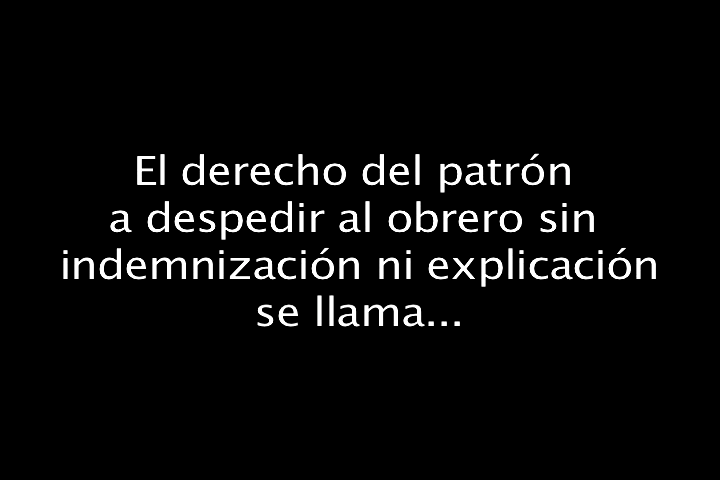 El derecho del patrón
a despedir al obrero sin
indemnización ni explicación
se llama...